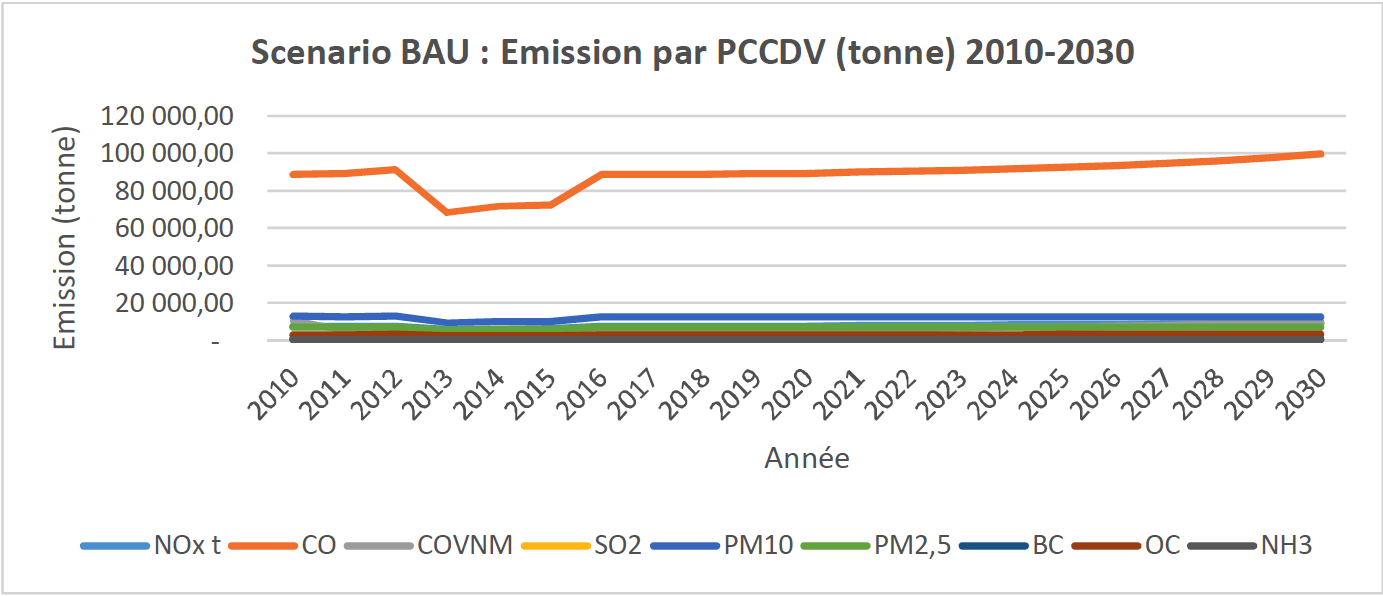 Scenario BAU : Emission par PCCDV (tonne) 2010-2030
Emission (tonne)
120 000,00
100 000,00
80 000,00
60 000,00
40 000,00
20 000,00
-
2010 2011 2012 2013 2014 2015 2016 2017 2018 2019 2020 2021 2022 2023 2024 2025 2026 2027 2028 2029 2030
Année
NOx t CO COVNM SO2 PM10 PM2,5 BC OC NH3